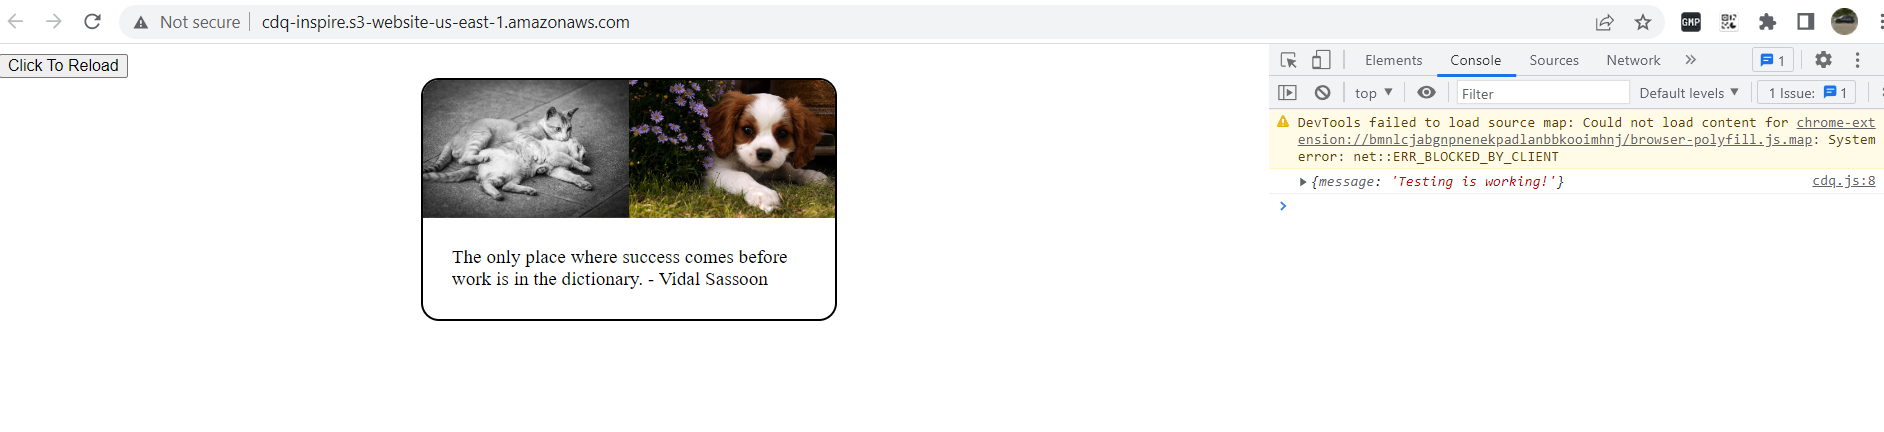 Not secure cdq-inspire.s3-website-us-east-1.amazonaws.com
GMP
Click To Reload
The only place where success comes before
work is in the dictionary. - Vidal Sassoon
Elements Console Sources Network » 1
top Filter Default levels 1 Issue: 1
DevTools failed to load source map: Could not load content for chrome-ext
ension://bmnlcjabgnpnenekpadlanbbkooimhnj/browser-polyfill.js.map: System
error: net::ERR_BLOCKED_BY_CLIENT
{message: 'Testing is working!'} cdq.js:8